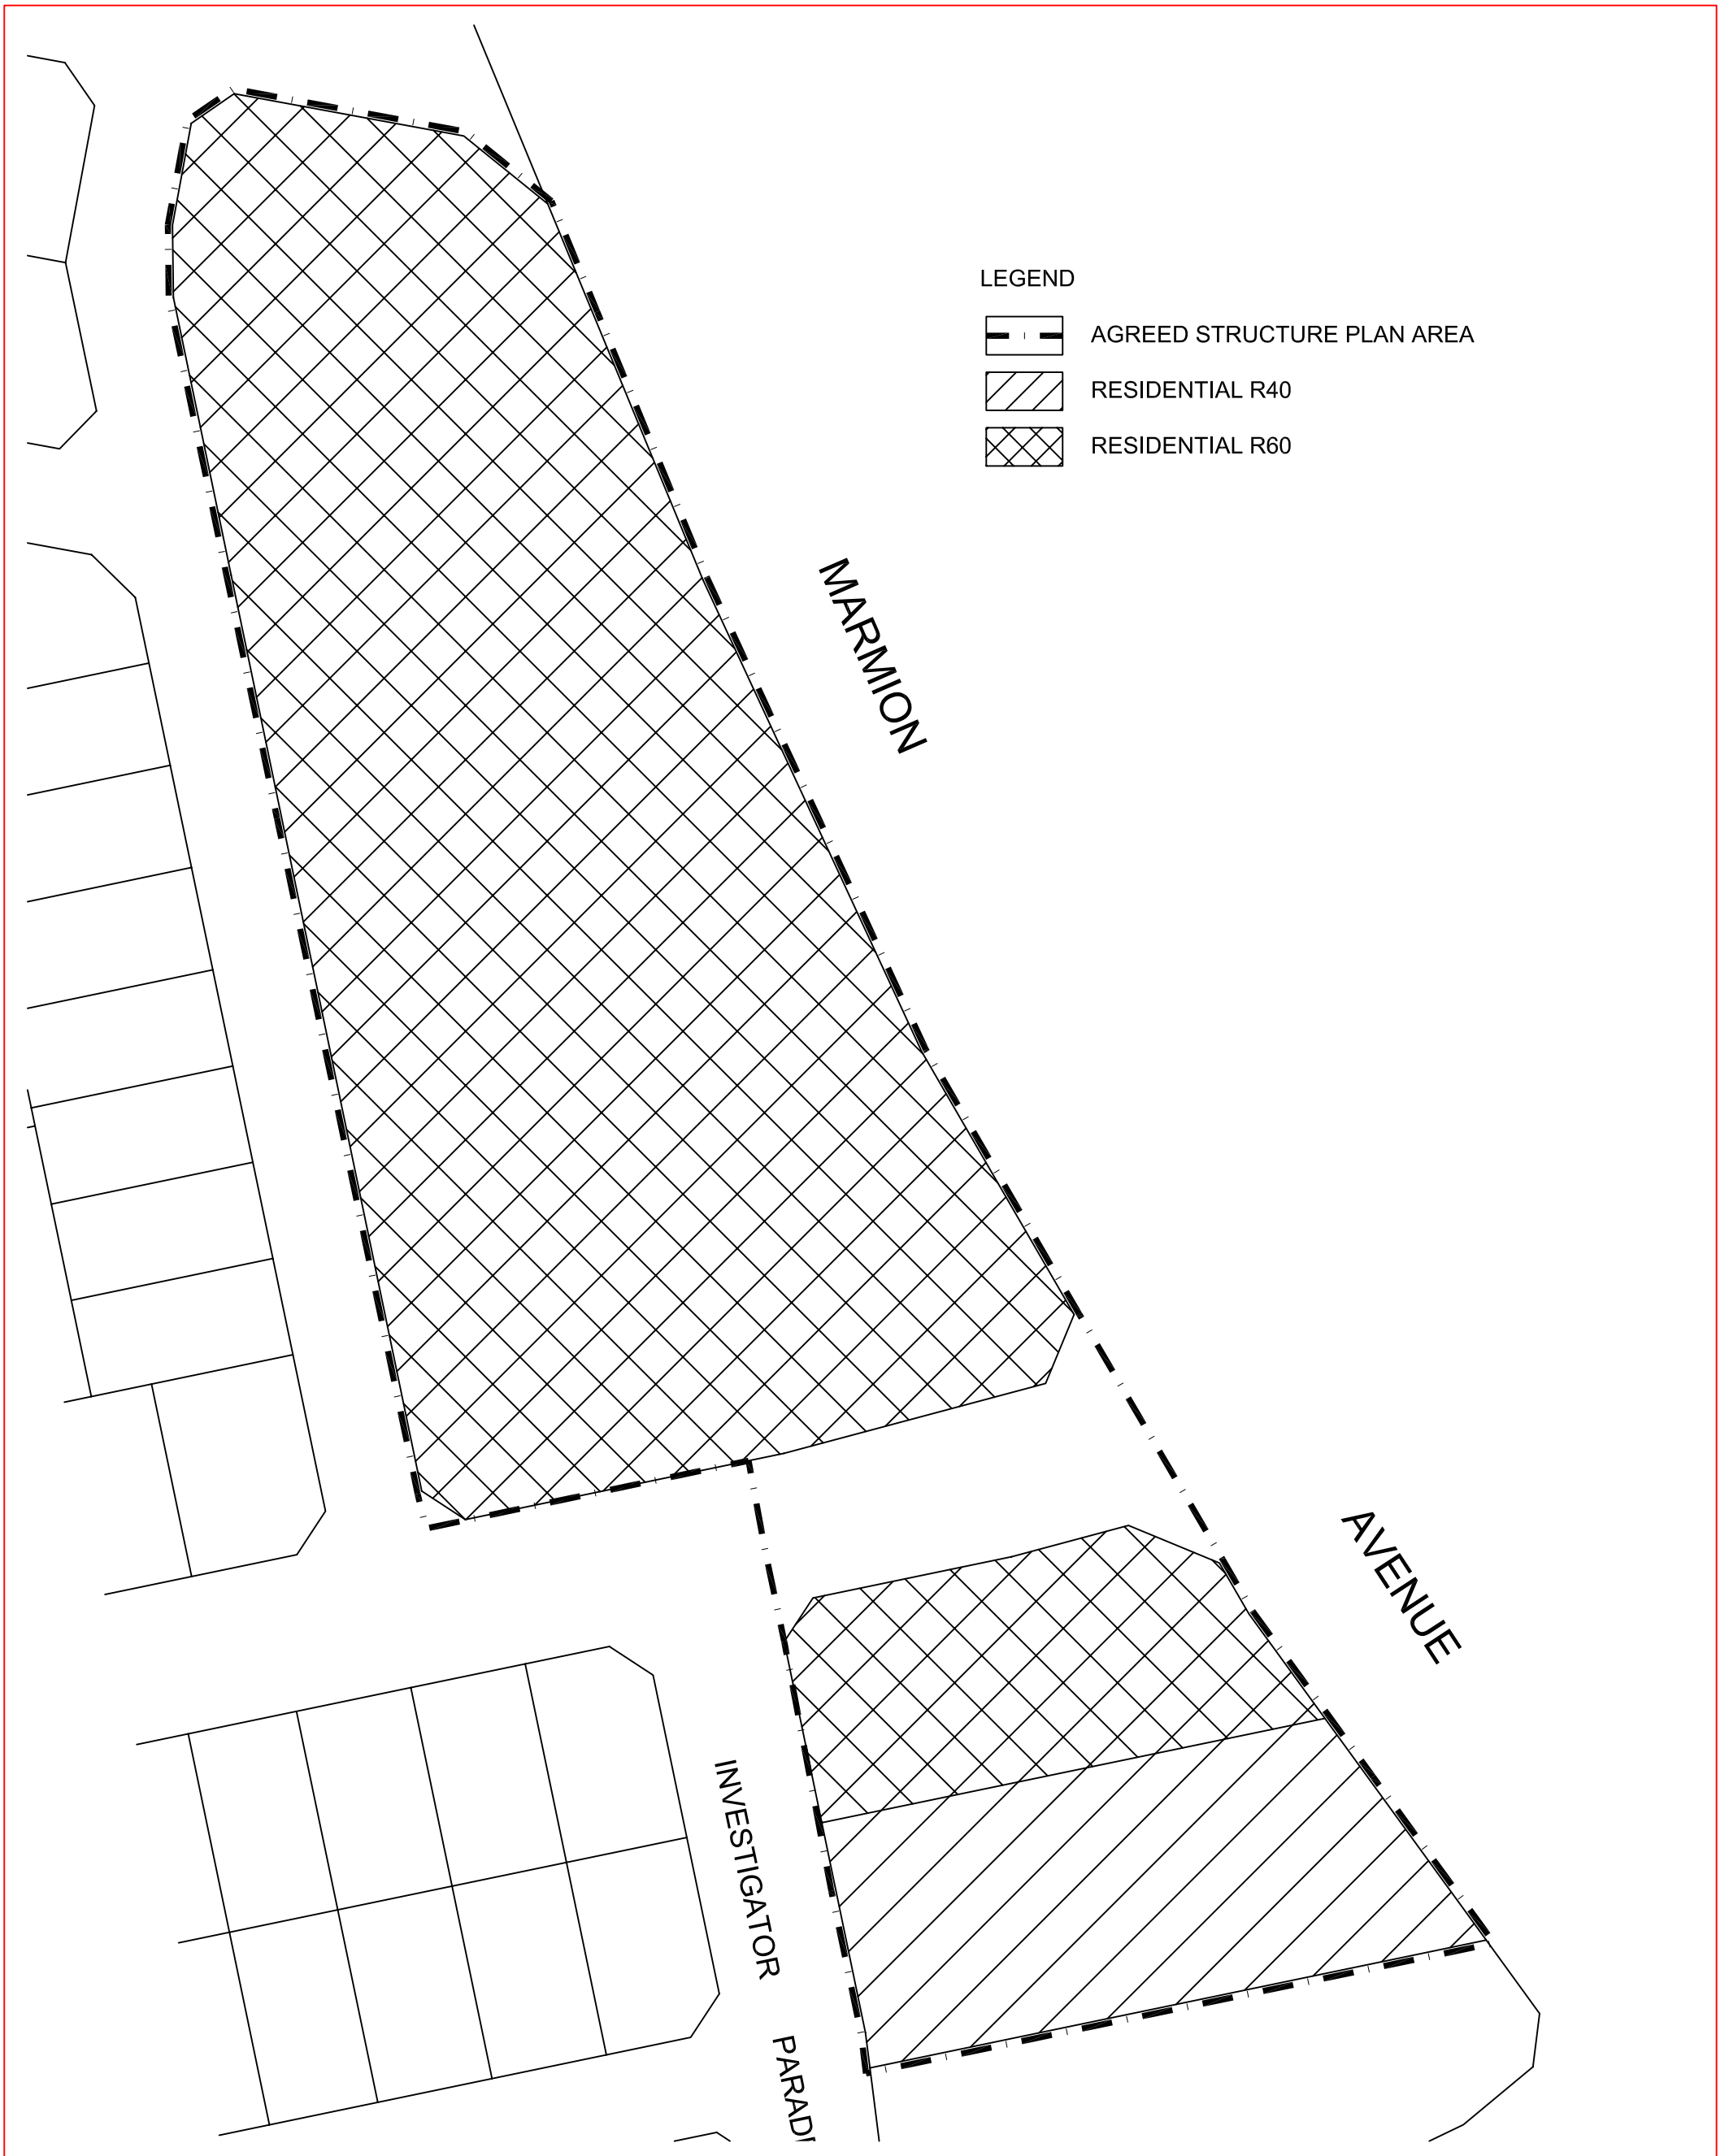 LEGEND
AGREED STRUCTURE PLAN AREA
RESIDENTIAL R40
RESIDENTIAL R60
MARMION
AVENUE
INVESTIGATOR